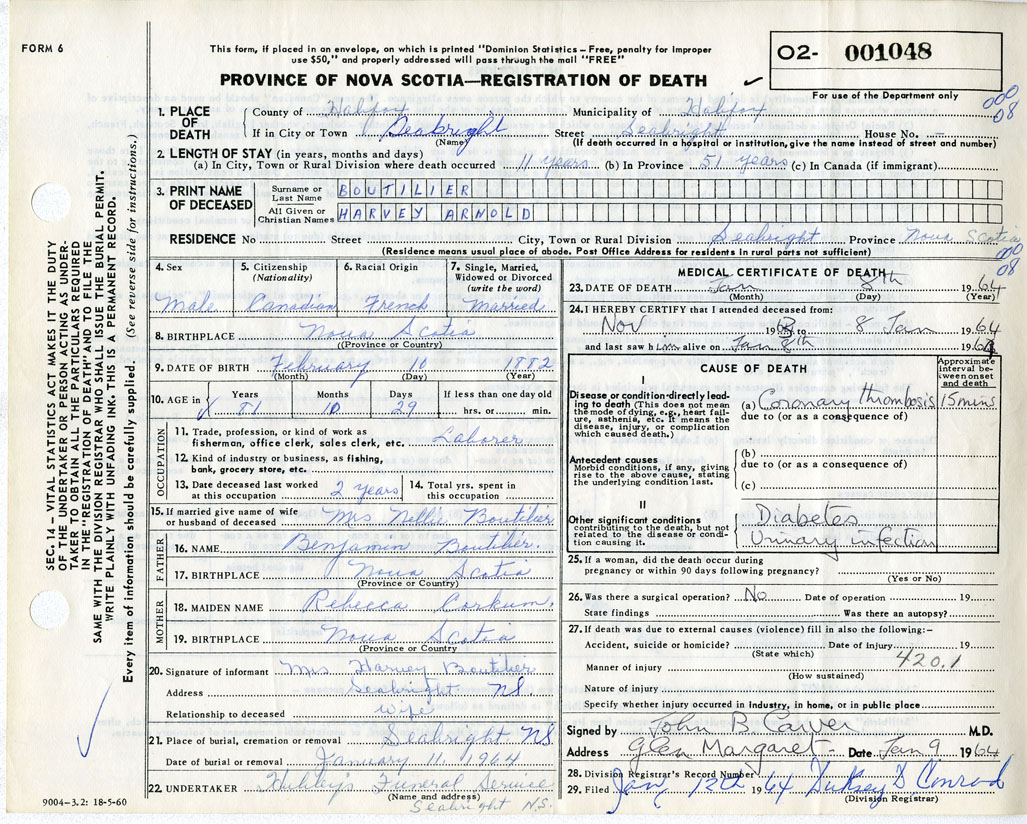 FORM 6
This form, if placed in an envelope, on which is printed "Dominion Statistics – Free, penalty for improper
use $50," and properly addressed will pass through the mail "FREE"
02- 001048
PROVINCE OF NOVA SCOTIA—REGISTRATION OF DEATH ✓
For use of the Department only
1. PLACE OF DEATH County of Halifax Municipality of Halifax 000 08
If in City or Town Seabright Street Seabright House No. –
(Name) (If death occurred in a hospital or institution, give the name instead of street and number)
2. LENGTH OF STAY (in years, months and days)
(a) In City, Town or Rural Division where death occurred 11 years (b) In Province 51 years (c) In Canada (if immigrant)
3. PRINT NAME OF DECEASED Surname or Last Name BOUTILIER
All Given or Christian Names HARVEY ARNOLD
RESIDENCE No Street City, Town or Rural Division Seabright Province Nova Scotia
(Residence means usual place of abode. Post Office Address for residents in rural parts not sufficient)
000 08
4. Sex 5. Citizenship (Nationality) 6. Racial Origin 7. Single, Married, Widowed or Divorced (write the word)
Male Canadian French Married
8. BIRTHPLACE Nova Scotia
((Province or Country)
9. DATE OF BIRTH February 10 1882
(Month) (Day) (Year)
10. AGE in Years Months Days If less than one day old
81 10 29 hrs. or min.
OCCUPATION
11. Trade, profession, or kind of work as
fisherman, office clerk, sales clerk, etc. Laborer
12. Kind of industry or business, as fishing,
bank, grocery store, etc.
13. Date deceased last worked at this occupation 2 years 14. Total yrs. spent in this occupation
15. If married give name of wife
or husband of deceased Mrs Nellie Boutilier
FATHER
16. NAME Benjamin Boutilier.
17. BIRTHPLACE Nova Scotia
(Province or Country)
MOTHER
18. MAIDEN NAME Rebecca Corkum.
19. BIRTHPLACE Nova Scotia
(Province or Country
20. Signature of informant Mrs Harvey Boutilier
Address Seabright NS
Relationship to deceased wife
21. Place of burial, cremation or removal Seabright NS
Date of burial or removal January 11, 1964
22. UNDERTAKER Hubley's Funeral Service
(Name and address)
Seabright N.S.
9004–3.2: 18-5-60
MEDICAL CERTIFICATE OF DEATH
23. DATE OF DEATH Jan 8th 1964
(Month) (Day) (Year)
24. I HEREBY CERTIFY that I attended deceased from:
Nov 1963 to 8 Jan 1964
and last saw him alive on Jan 8th 1964
CAUSE OF DEATH
Approximate interval between onset and death
I
Disease or condition directly leading to death (This does not mean the mode of dying, e.g., heart failure, asthenia, etc. It means the disease, injury, or complication which caused death.)
(a) Coronary thrombosis 15 mins
due to (or as a consequence of)
Antecedent causes
Morbid conditions, if any, giving rise to the above cause, stating the underlying condition last.
(b)
due to (or as a consequence of)
(c)
II
Other significant conditions
contributing to the death, but not related to the disease or condition causing it.
Diabetes
Urinary infection
25. If a woman, did the death occur during
pregnancy or within 90 days following pregnancy?
(Yes or No)
26. Was there a surgical operation? No Date of operation 19
State findings Was there an autopsy?
27. If death was due to external causes (violence) fill in also the following:–
Accident, suicide or homicide? Date of injury 19
(State which) 420.1
Manner of injury
(How sustained)
Nature of injury
Specify whether injury occurred in industry, in home, or in public place
Signed by John B Carver M.D.
Address Glen Margaret Date Jan 9 1964
28. Division Registrar's Record Number
29. Filed Jany 12th 1964 D Conrod
(Division Registrar)
SEC. 14 – VITAL STATISTICS ACT MAKES IT THE DUTY
OF THE UNDERTAKER OR PERSON ACTING AS UNDER-
TAKER TO OBTAIN ALL THE PARTICULARS REQUIRED
IN THE "REGISTRATION OF DEATH" AND TO FILE THE
SAME WITH THE DIVISION REGISTRAR WHO SHALL ISSUE THE BURIAL PERMIT.
WRITE PLAINLY WITH UNFADING INK. THIS IS A PERMANENT RECORD.
Every item of information should be carefully supplied. (See reverse side for instructions.)